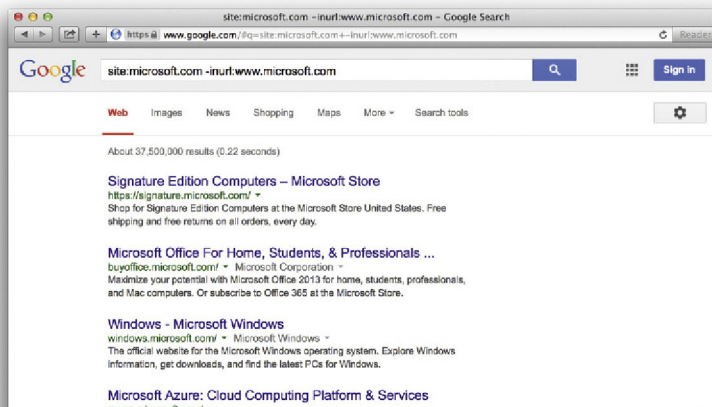 site:microsoft.com -inurl:www.microsoft.com - Google Search
https www.google.com/#q=site:microsoft.com+-inurl:www.microsoft.com Reader
Google site:microsoft.com -inurl:www.microsoft.com Sign in
Web Images News Shopping Maps More Search tools
About 37,500,000 results (0.22 seconds)
Signature Edition Computers – Microsoft Store
https://signature.microsoft.com/
Shop for Signature Edition Computers at the Microsoft Store United States. Free
shipping and free returns on all orders, every day.
Microsoft Office For Home, Students, & Professionals ...
buyoffice.microsoft.com/ Microsoft Corporation
Maximize your potential with Microsoft Office 2013 for home, students, professionals,
and Mac computers. Or subscribe to Office 365 at the Microsoft Store.
Windows - Microsoft Windows
windows.microsoft.com/ Microsoft Windows
The official website for the Microsoft Windows operating system. Explore Windows
information, get downloads, and find the latest PCs for Windows.
Microsoft Azure: Cloud Computing Platform & Services